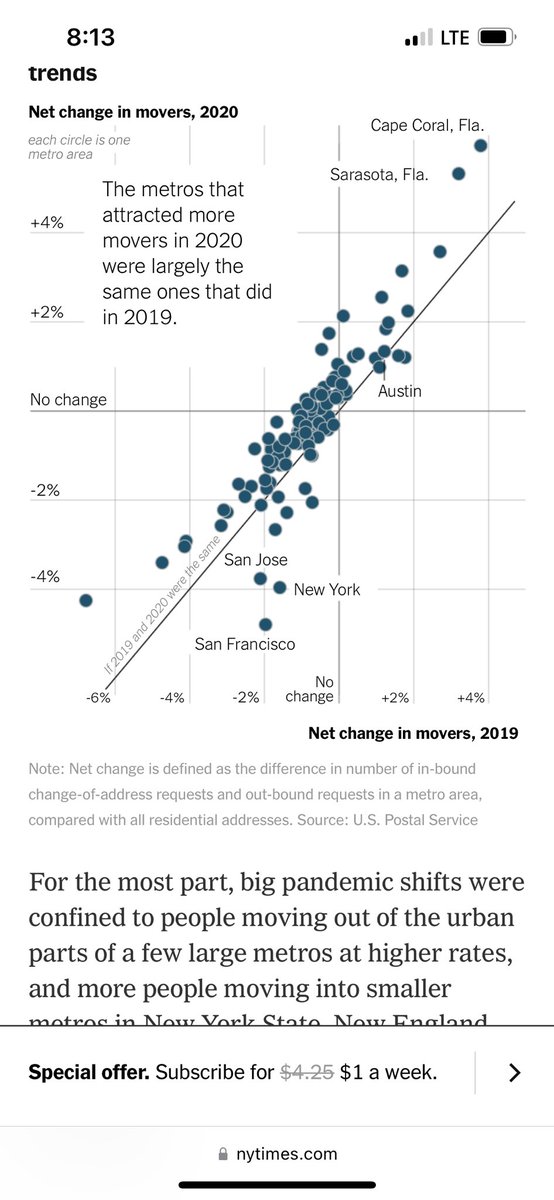 8:13
LTE
trends
Net change in movers, 2020
each circle is one
metro area
Cape Coral, Fla.
Sarasota, Fla.
The metros that
attracted more
movers in 2020
were largely the
same ones that did
in 2019.
+4%
+2%
Austin
No change
-2%
San Jose
-4%
New York
If 2019 and 2020 were the same
San Francisco
-6%
-4%
-2%
No
change
+2%
+4%
Net change in movers, 2019
Note: Net change is defined as the difference in number of in-bound
change-of-address requests and out-bound requests in a metro area,
compared with all residential addresses. Source: U.S. Postal Service
For the most part, big pandemic shifts were
confined to people moving out of the urban
parts of a few large metros at higher rates,
and more people moving into smaller
metros in New York State, New England
Special offer. Subscribe for $4.25 $1 a week.
nytimes.com